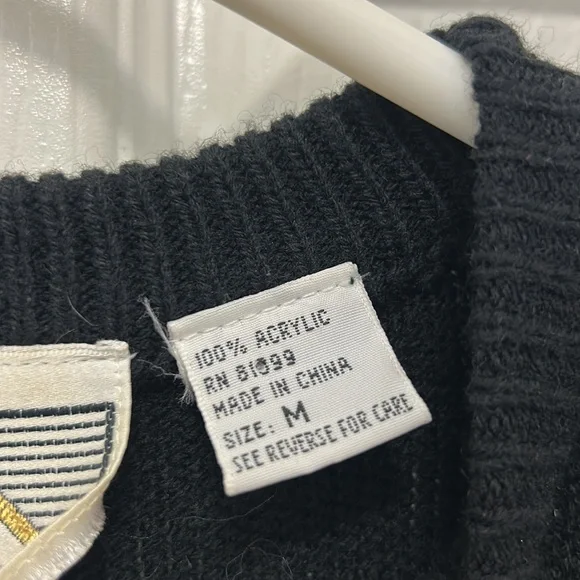 100% ACRYLIC
RN 81099
MADE IN CHINA
SIZE: M
SEE REVERSE FOR CARE